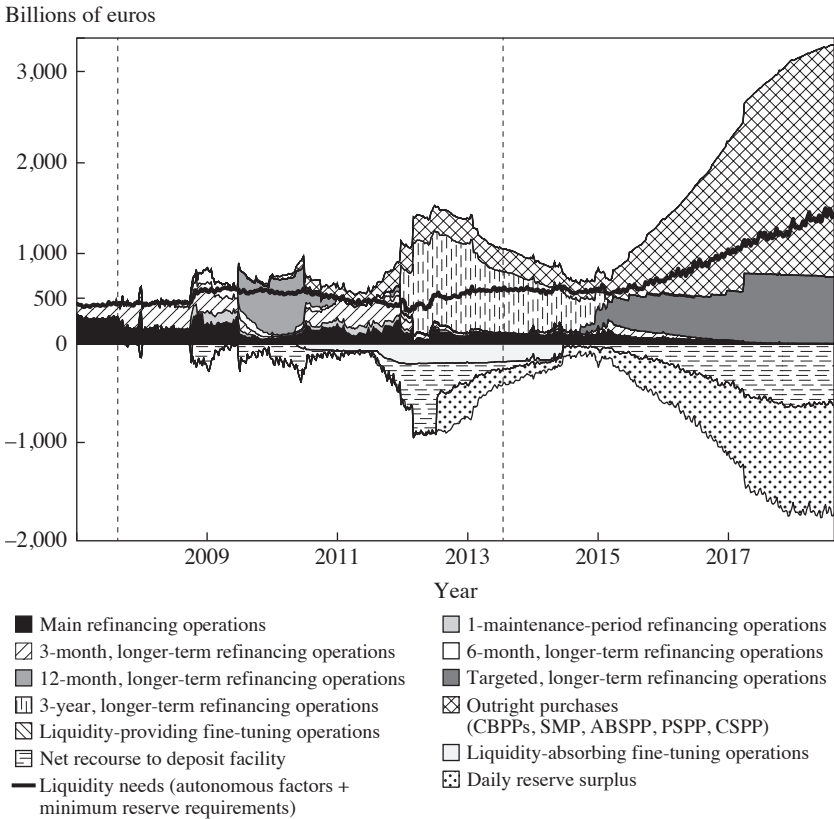 Billions of euros
3,000
2,000
1,000
500
0
–1,000
–2,000
2009 2011 2013 2015 2017
Year
Main refinancing operations
3-month, longer-term refinancing operations
12-month, longer-term refinancing operations
3-year, longer-term refinancing operations
Liquidity-providing fine-tuning operations
Net recourse to deposit facility
Liquidity needs (autonomous factors +
minimum reserve requirements)
1-maintenance-period refinancing operations
6-month, longer-term refinancing operations
Targeted, longer-term refinancing operations
Outright purchases
(CBPPs, SMP, ABSPP, PSPP, CSPP)
Liquidity-absorbing fine-tuning operations
Daily reserve surplus